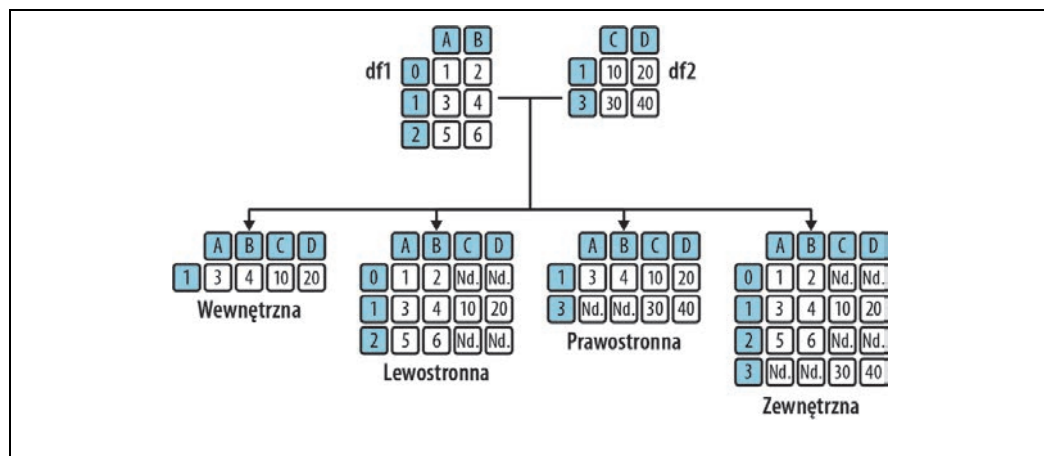 A B
df1 0 1 2
1 3 4
2 5 6
C D
1 10 20 df2
3 30 40
A B C D
1 3 4 10 20
Wewnętrzna
A B C D
0 1 2 Nd. Nd.
1 3 4 10 20
2 5 6 Nd. Nd.
Lewostronna
A B C D
1 3 4 10 20
3 Nd. Nd. 30 40
Prawostronna
A B C D
0 1 2 Nd. Nd.
1 3 4 10 20
2 5 6 Nd. Nd.
3 Nd. Nd. 30 40
Zewnętrzna